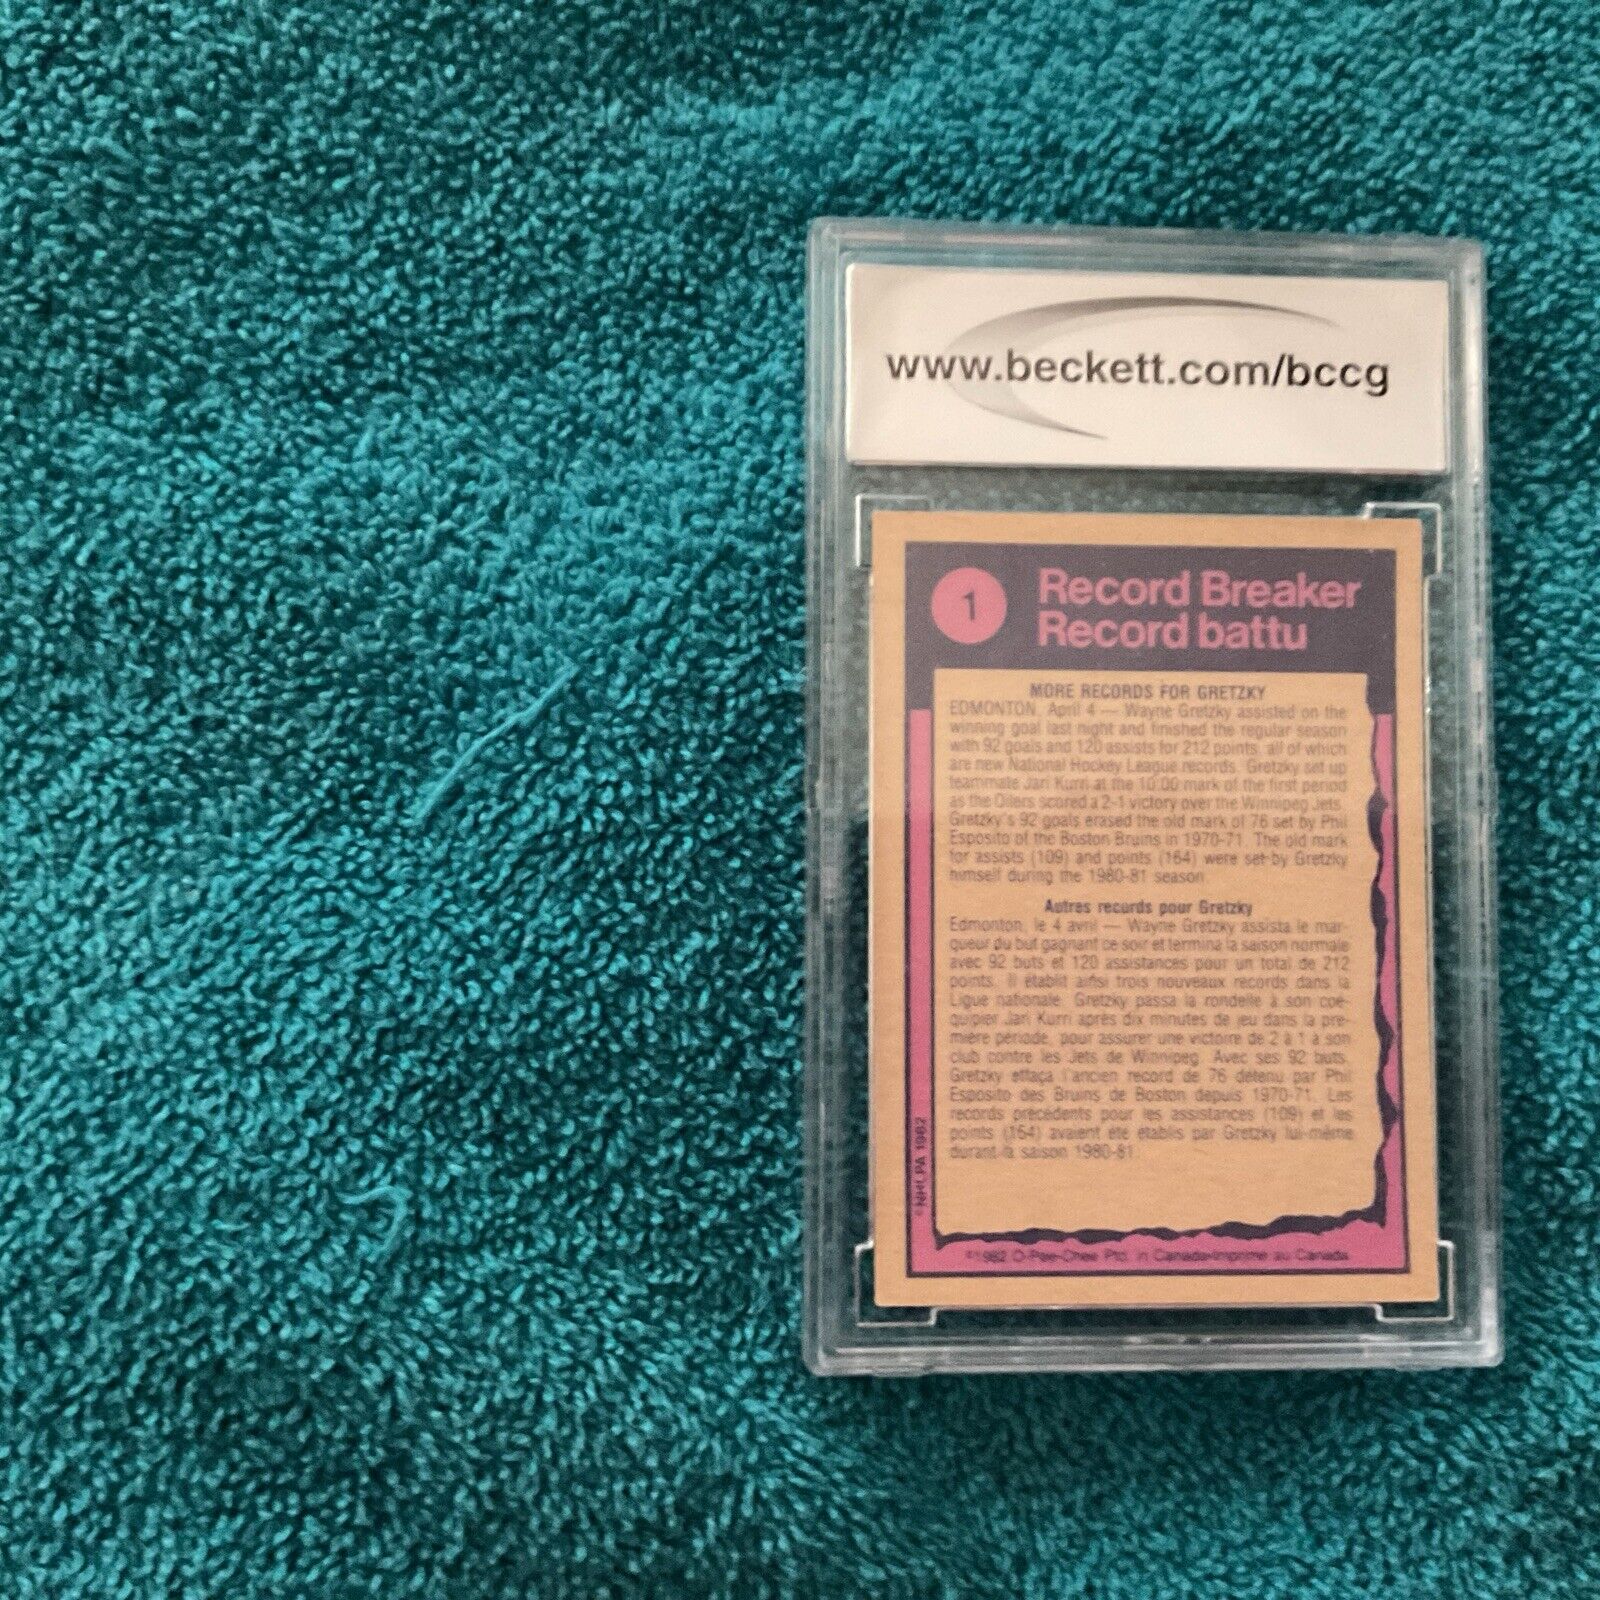 www.beckett.com/bccg
1
Record Breaker
Record battu
MORE RECORDS FOR GRETZKY
EDMONTON, April 4 — Wayne Gretzky assisted on the
winning goal last night and finished the regular season
with 92 goals and 120 assists for 212 points, all of which
are new National Hockey League records. Gretzky set up
teammate Jari Kurri at the 10:00 mark of the first period
as the Oilers scored a 2-1 victory over the Winnipeg Jets.
Gretzky's 92 goals erased the old mark of 76 set by Phil
Esposito of the Boston Bruins in 1970-71. The old mark
for assists (109) and points (164) were set by Gretzky
himself during the 1980-81 season.
Autres records pour Gretzky
Edmonton, le 4 avril — Wayne Gretzky assista le mar-
queur du but gagnant ce soir et termina la saison normale
avec 92 buts et 120 assistances pour un total de 212
points. Il établit ainsi trois nouveaux records dans la
Ligue nationale. Gretzky passa la rondelle à son coé-
quipier Jari Kurri après dix minutes de jeu dans la pre-
mière période, pour assurer une victoire de 2 à 1 à son
club contre les Jets de Winnipeg. Avec ses 92 buts,
Gretzky effaça l'ancien record de 76 détenu par Phil
Esposito des Bruins de Boston depuis 1970-71. Les
records précédents pour les assistances (109) et les
points (164) avaient été établis par Gretzky lui-même
durant la saison 1980-81.
© NHL PA 1982
©1982 O-Pee-Chee Ptd. in Canada-Imprimé au Canada